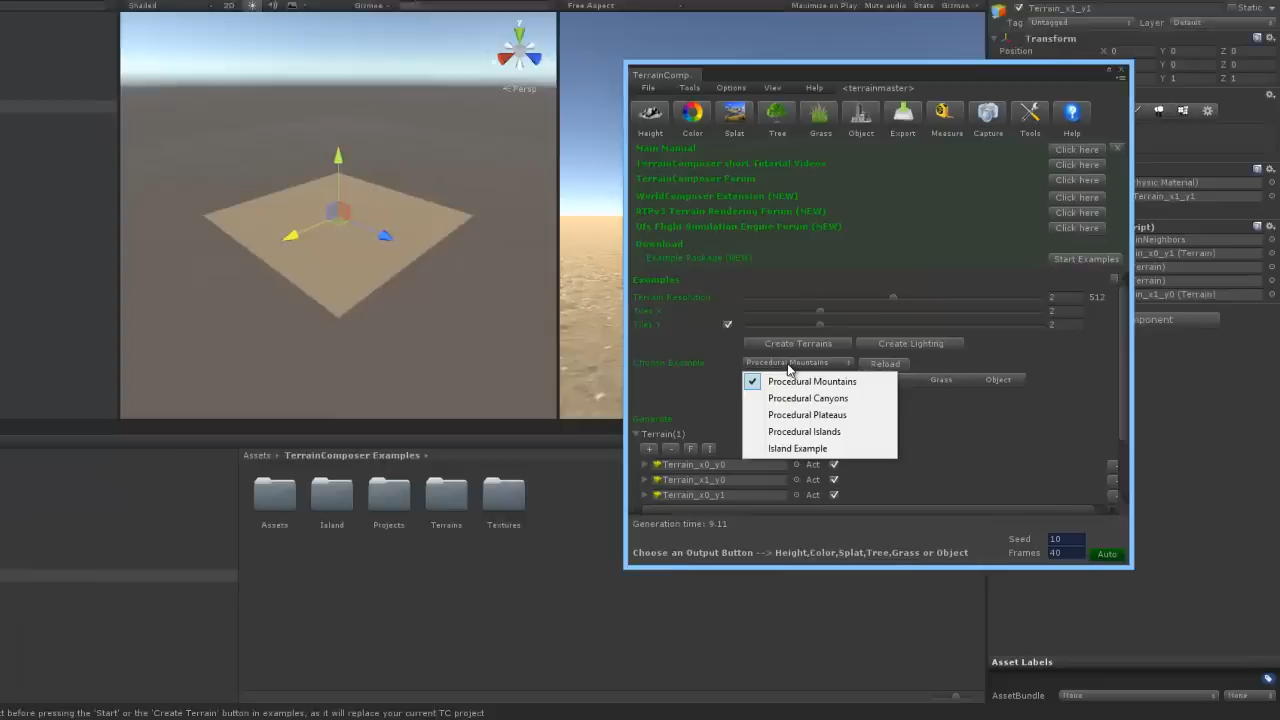 Shaded
2D
Gizmos
Free Aspect
Maximize on Play
Mute audio
Stats
Gizmos
Terrain_x1_y1
Static
Tag
Untagged
Layer
Default
Transform
Position
X 0
Y 0
Z 0
Y 0
Z 0
Y 1
Z 1
y
Persp
TerrainComp.
File
Tools
Options
View
Help
<terrainmaster>
Height
Color
Splat
Tree
Grass
Object
Export
Measure
Capture
Tools
Help
Main Manual
Click here
TerrainComposer short Tutorial Videos
Click here
TerrainComposer Forum
Click here
WorldComposer Extension (NEW)
Click here
RTPv3 Terrain Rendering Forum (NEW)
Click here
Ofs Flight Simulation Engine Forum (NEW)
Click here
Download
Example Package (NEW)
Start Examples
Examples
Terrain Resolution
2
512
Tiles X
2
Tiles Y
2
Create Terrains
Create Lighting
Choose Example
Procedural Mountains
Reload
Procedural Mountains
Procedural Canyons
Procedural Plateaus
Procedural Islands
Island Example
Grass
Object
Generate
Terrain(1)
+
-
F
I
Terrain_x0_y0
Act
Terrain_x1_y0
Act
Terrain_x0_y1
Act
Generation time: 9.11
Seed
10
Choose an Output Button --> Height,Color,Splat,Tree,Grass or Object
Frames
40
Auto
Physic Material)
errain_x1_y1
ript)
inNeighbors
in_x0_y1 (Terrain)
errain)
errain)
in_x1_y0 (Terrain)
ponent
Assets
TerrainComposer Examples
Assets
Island
Projects
Terrains
Textures
Asset Labels
AssetBundle
None
None
ct before pressing the 'Start' or the 'Create Terrain' button in examples, as it will replace your current TC project